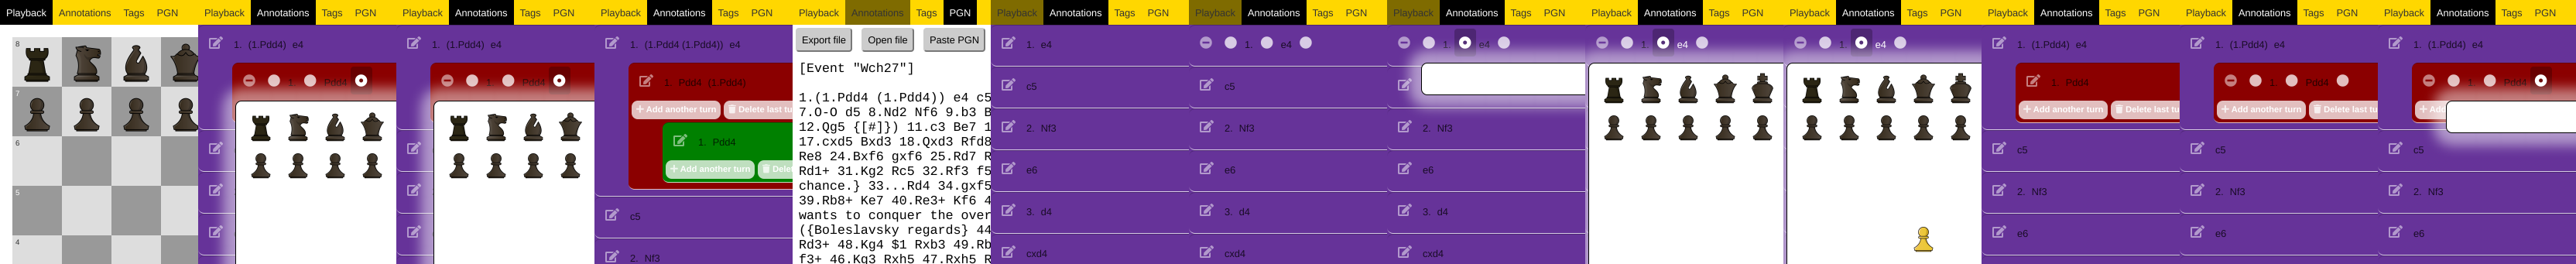 Playback Annotations Tags PGN
8
7
6
5
4
Playback Annotations Tags PGN
1. (1.Pdd4) e4
1. Pdd4
Playback Annotations Tags PGN
1. (1.Pdd4) e4
1 Pdd4
Playback Annotations Tags PGN
1. (1.Pdd4 (1.Pdd4)) e4
1. Pdd4 (1.Pdd4)
Add another turn Delete last tu
1. Pdd4
Add another turn Delet
c5
2. Nf3
Playback Annotations Tags PGN
Export file Open file Paste PGN
[Event "Wch27"]
1.(1.Pdd4 (1.Pdd4)) e4 c5
7.O-O d5 8.Nd2 Nf6 9.b3 B
12.Qg5 {[#]}) 11.c3 Be7 1
17.cxd5 Bxd3 18.Qxd3 Rfd8
Re8 24.Bxf6 gxf6 25.Rd7 R
Rd1+ 31.Kg2 Rc5 32.Rf3 f5
chance.} 33...Rd4 34.gxf5
39.Rb8+ Ke7 40.Re3+ Kf6 4
wants to conquer the over
({Boleslavsky regards} 44
Rd3+ 48.Kg4 $1 Rxb3 49.Rb
f3+ 46.Kg3 Rxh5 47.Rxh5 R
Playback Annotations Tags PGN
1. e4
c5
2. Nf3
e6
3. d4
cxd4
Playback Annotations Tags PGN
1. e4
c5
2. Nf3
e6
3. d4
cxd4
Playback Annotations Tags PGN
1. e4
2. Nf3
e6
3. d4
cxd4
Playback Annotations Tags PGN
1. e4
Playback Annotations Tags PGN
1. e4
Playback Annotations Tags PGN
1. (1.Pdd4) e4
1. Pdd4
Add another turn Delete last tu
c5
2. Nf3
e6
Playback Annotations Tags PGN
1. (1.Pdd4) e4
1 Pdd4
Add another turn Delete last tu
c5
2. Nf3
e6
Playback Annotations Tags PGN
1. (1.Pdd4) e4
1 Pdd4
c5
2. Nf3
e6